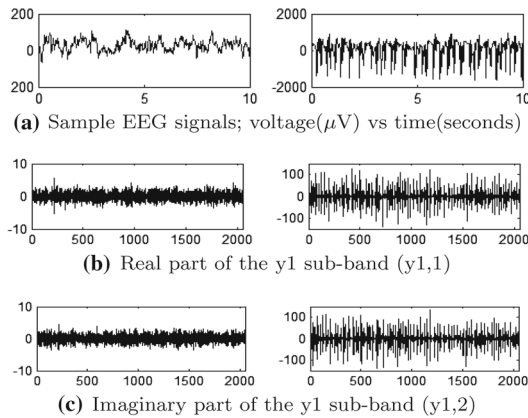 200 2000
0 0
200 -2000
0 5 10 0 5 10
(a) Sample EEG signals; voltage(μV) vs time(seconds)
10 100
0 0
-10 -100
0 500 1000 1500 2000 0 500 1000 1500 2000
(b) Real part of the y1 sub-band (y1,1)
10 100
0 0
-10 -100
0 500 1000 1500 2000 0 500 1000 1500 2000
(c) Imaginary part of the y1 sub-band (y1,2)